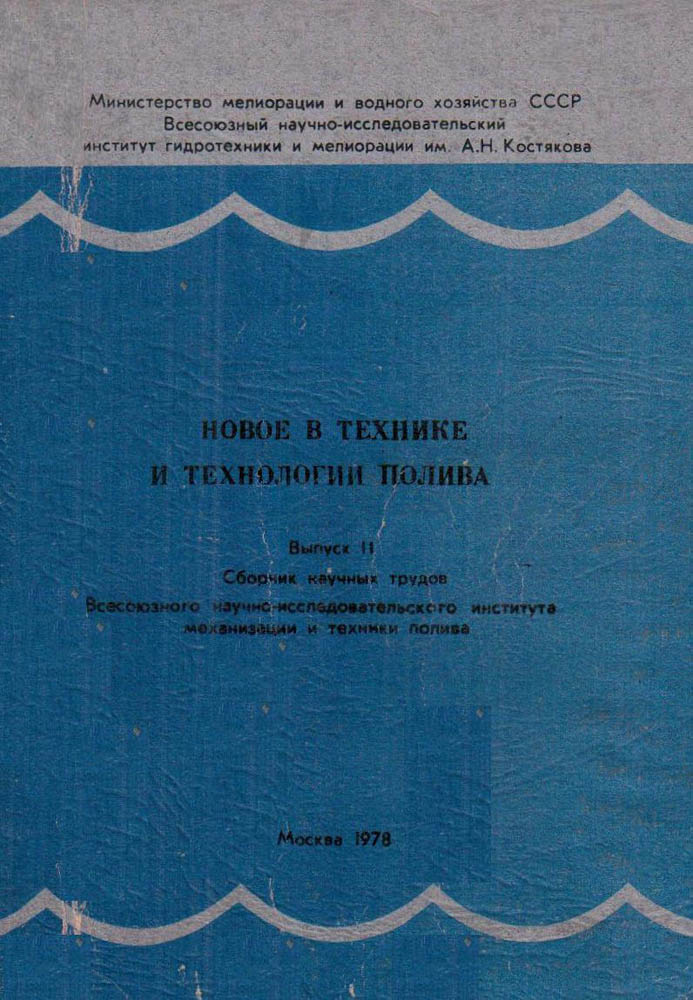 Министерство мелиорации и водного хозяйства СССР
Всесоюзный научно-исследовательский
институт гидротехники и мелиорации им. А.Н. Костякова
НОВОЕ В ТЕХНИКЕ
И ТЕХНОЛОГИИ ПОЛИВА
Выпуск 11
Сборник научных трудов
Всесоюзного научно-исследовательского института
механизации и техники полива
Москва 1978